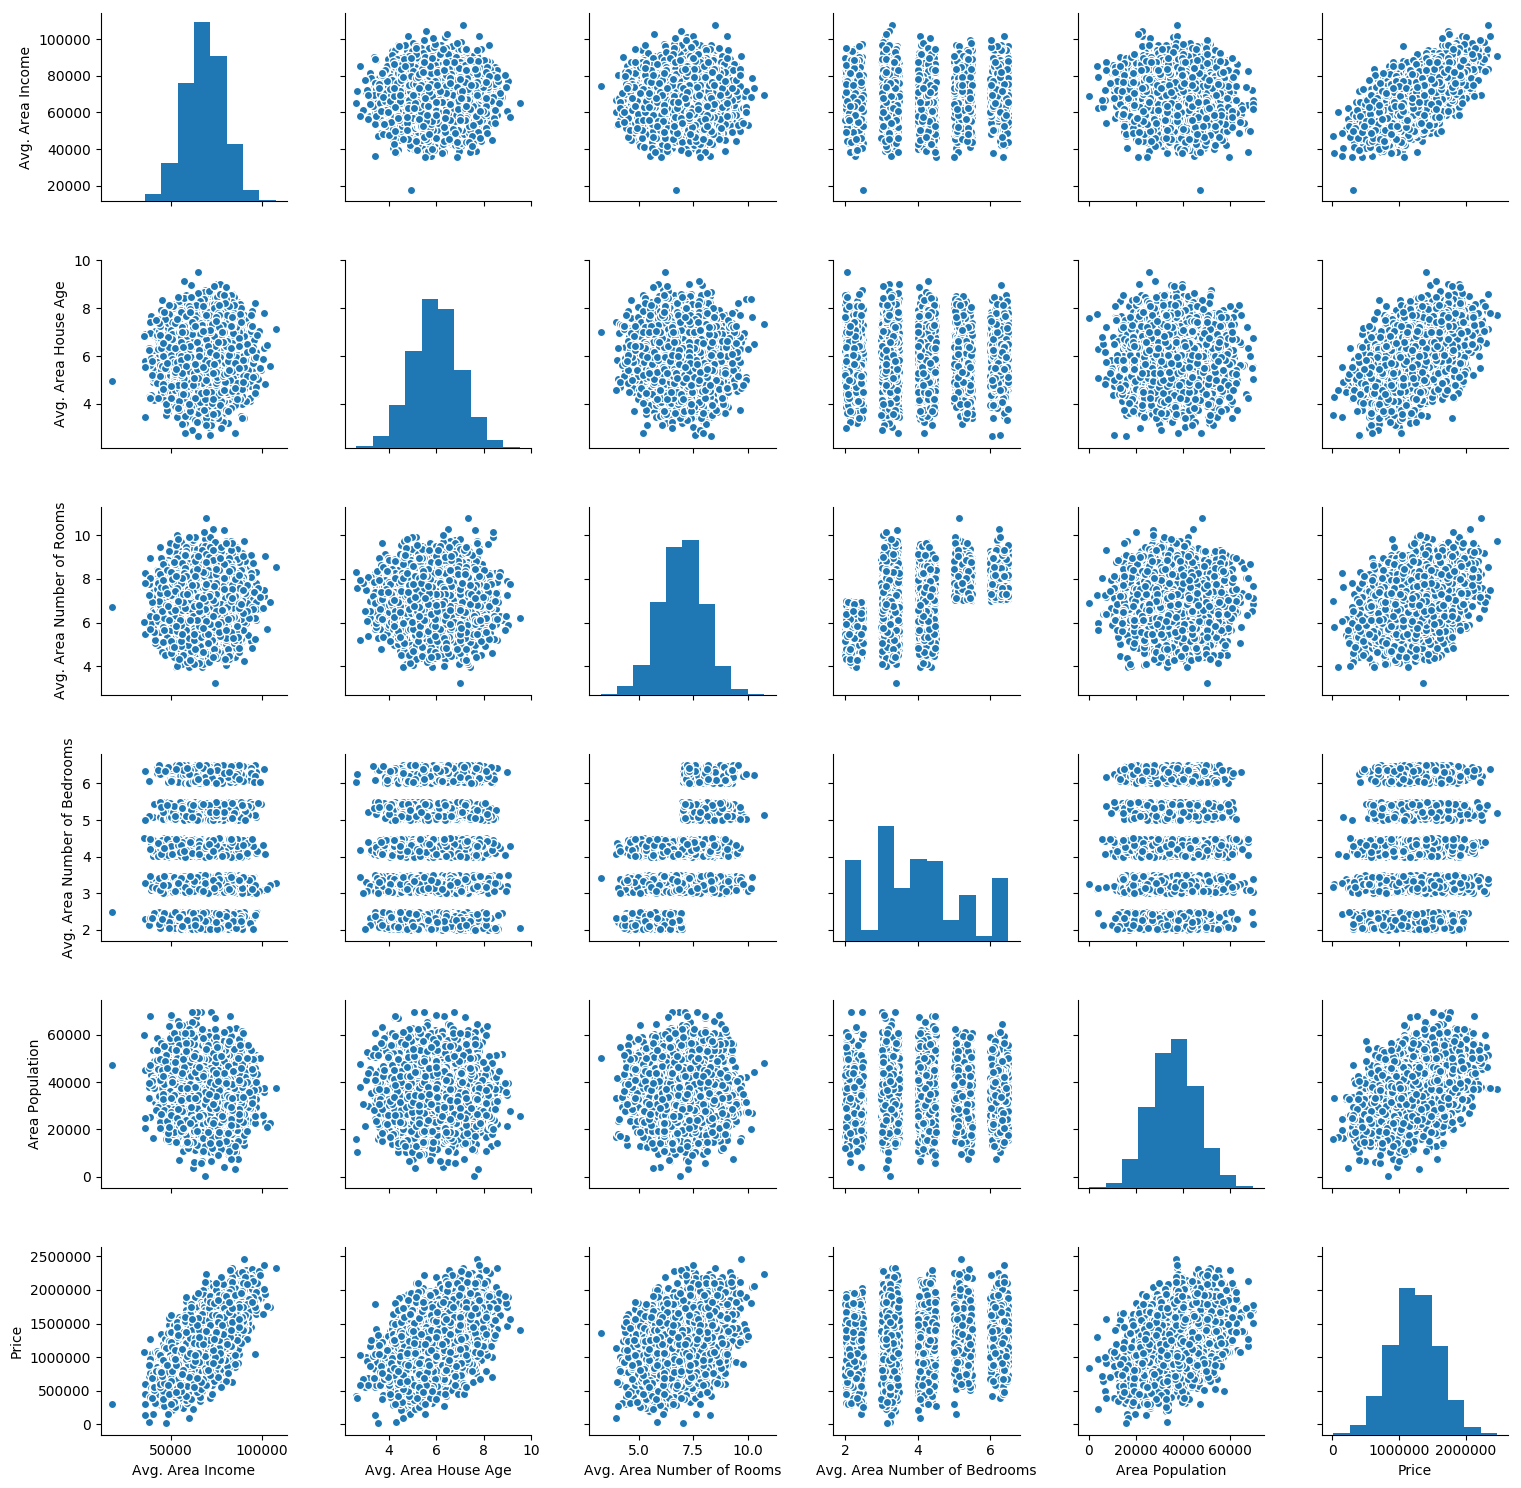 Avg. Area Income
100000
80000
60000
40000
20000
Avg. Area House Age
10
8
6
4
Avg. Area Number of Rooms
10
8
6
4
Avg. Area Number of Bedrooms
6
5
4
3
2
Area Population
60000
40000
20000
0
Price
2500000
2000000
1500000
1000000
500000
0
50000 100000
Avg. Area Income
4 6 8 10
Avg. Area House Age
5.0 7.5 10.0
Avg. Area Number of Rooms
2 4 6
Avg. Area Number of Bedrooms
0 20000 40000 60000
Area Population
0 1000000 2000000
Price